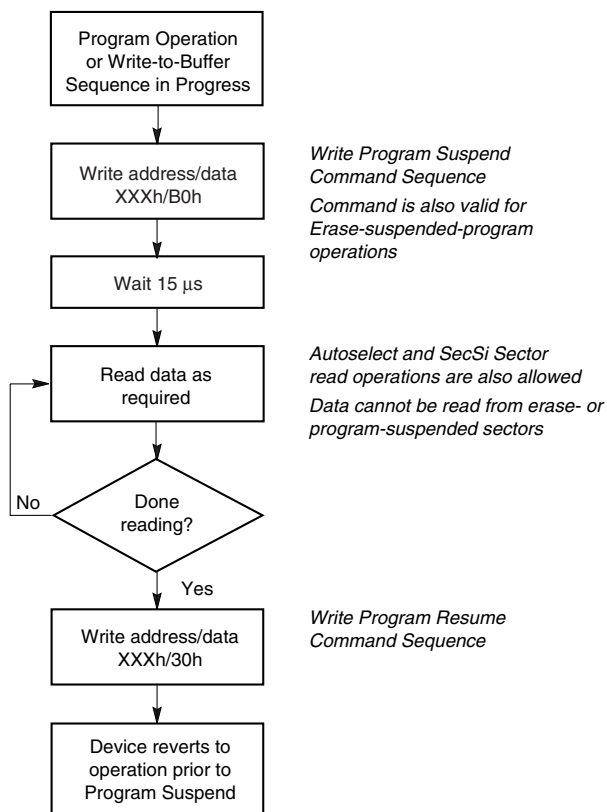 Program Operation
or Write-to-Buffer
Sequence in Progress
Write address/data
XXXh/B0h
Write Program Suspend
Command Sequence
Command is also valid for
Erase-suspended-program
operations
Wait 15 μs
Read data as
required
Autoselect and SecSi Sector
read operations are also allowed
Data cannot be read from erase- or
program-suspended sectors
No
Done
reading?
Yes
Write address/data
XXXh/30h
Write Program Resume
Command Sequence
Device reverts to
operation prior to
Program Suspend